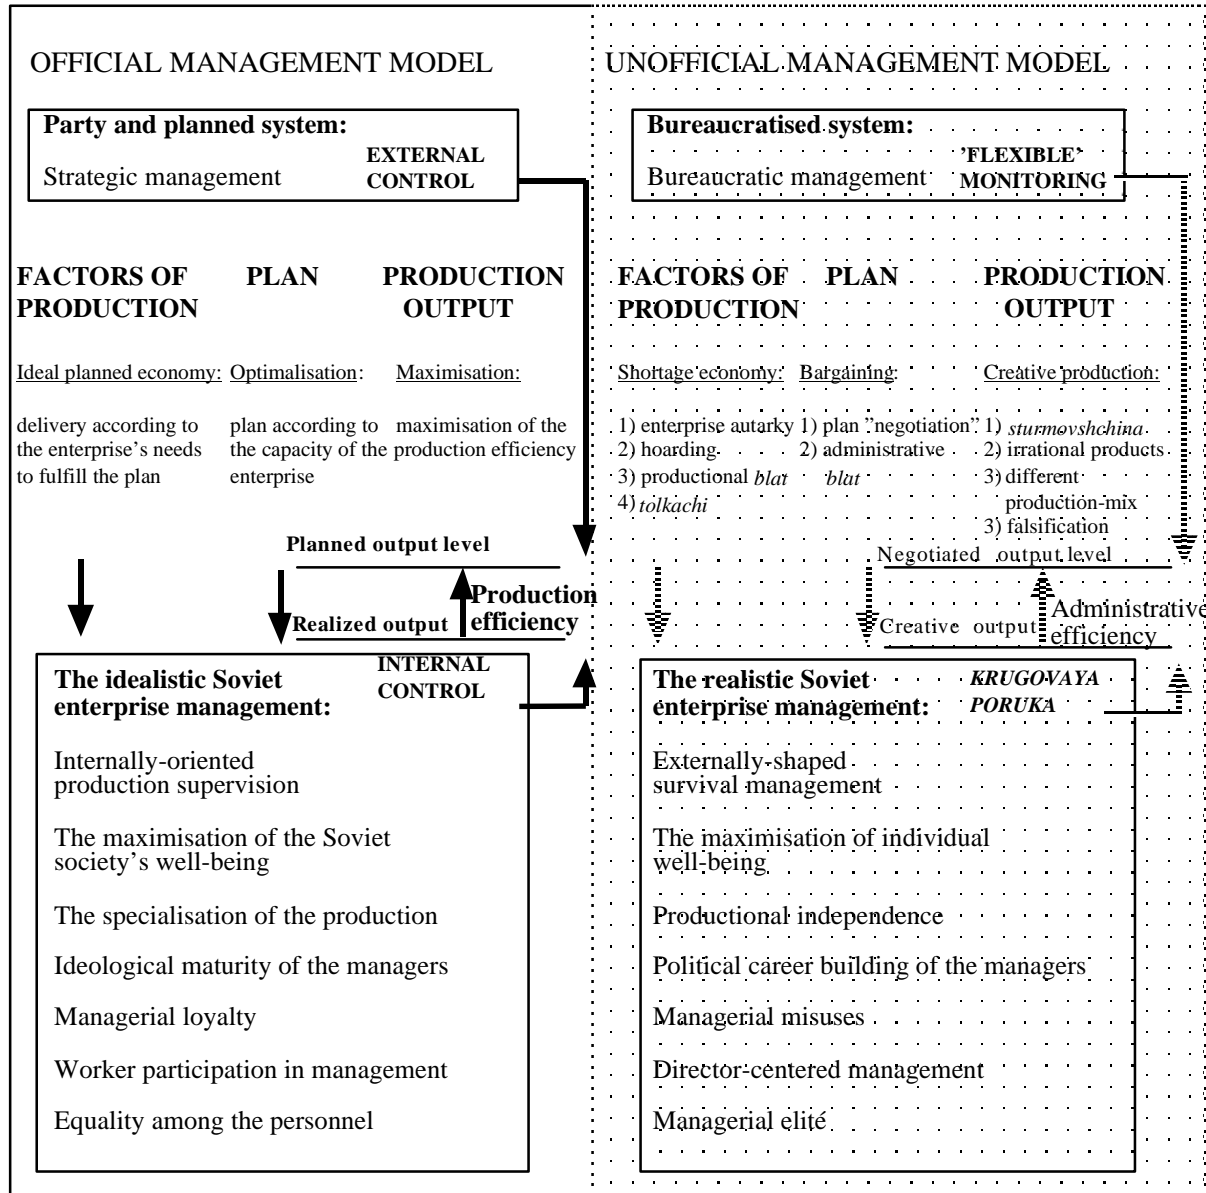 OFFICIAL MANAGEMENT MODEL
Party and planned system:
Strategic management
EXTERNAL
CONTROL
FACTORS OF
PRODUCTION
PLAN
PRODUCTION
OUTPUT
Ideal planned economy:
delivery according to
the enterprise's needs
to fulfill the plan
Optimalisation:
plan according to
the capacity of the
enterprise
Maximisation:
maximisation of the
production efficiency
Planned output level
Production
efficiency
Realized output
The idealistic Soviet
enterprise management:
INTERNAL
CONTROL
Internally-oriented
production supervision
The maximisation of the Soviet
society's well-being
The specialisation of the production
Ideological maturity of the managers
Managerial loyalty
Worker participation in management
Equality among the personnel
UNOFFICIAL MANAGEMENT MODEL
Bureaucratised system:
Bureaucratic management
'FLEXIBLE'
MONITORING
FACTORS OF
PRODUCTION
PLAN
PRODUCTION
OUTPUT
Shortage economy:
1) enterprise autarky
2) hoarding
3) productional blat
4) tolkachi
Bargaining:
1) plan "negotiation"
2) administrative
blat
Creative production:
1) sturmovshchina
2) irrational products
3) different
production-mix
3) falsification
Negotiated output level
Administrative
efficiency
Creative output
The realistic Soviet
enterprise management:
KRUGOVAYA
PORUKA
Externally-shaped
survival management
The maximisation of individual
well-being
Productional independence
Political career building of the managers
Managerial misuses
Director-centered management
Managerial elité